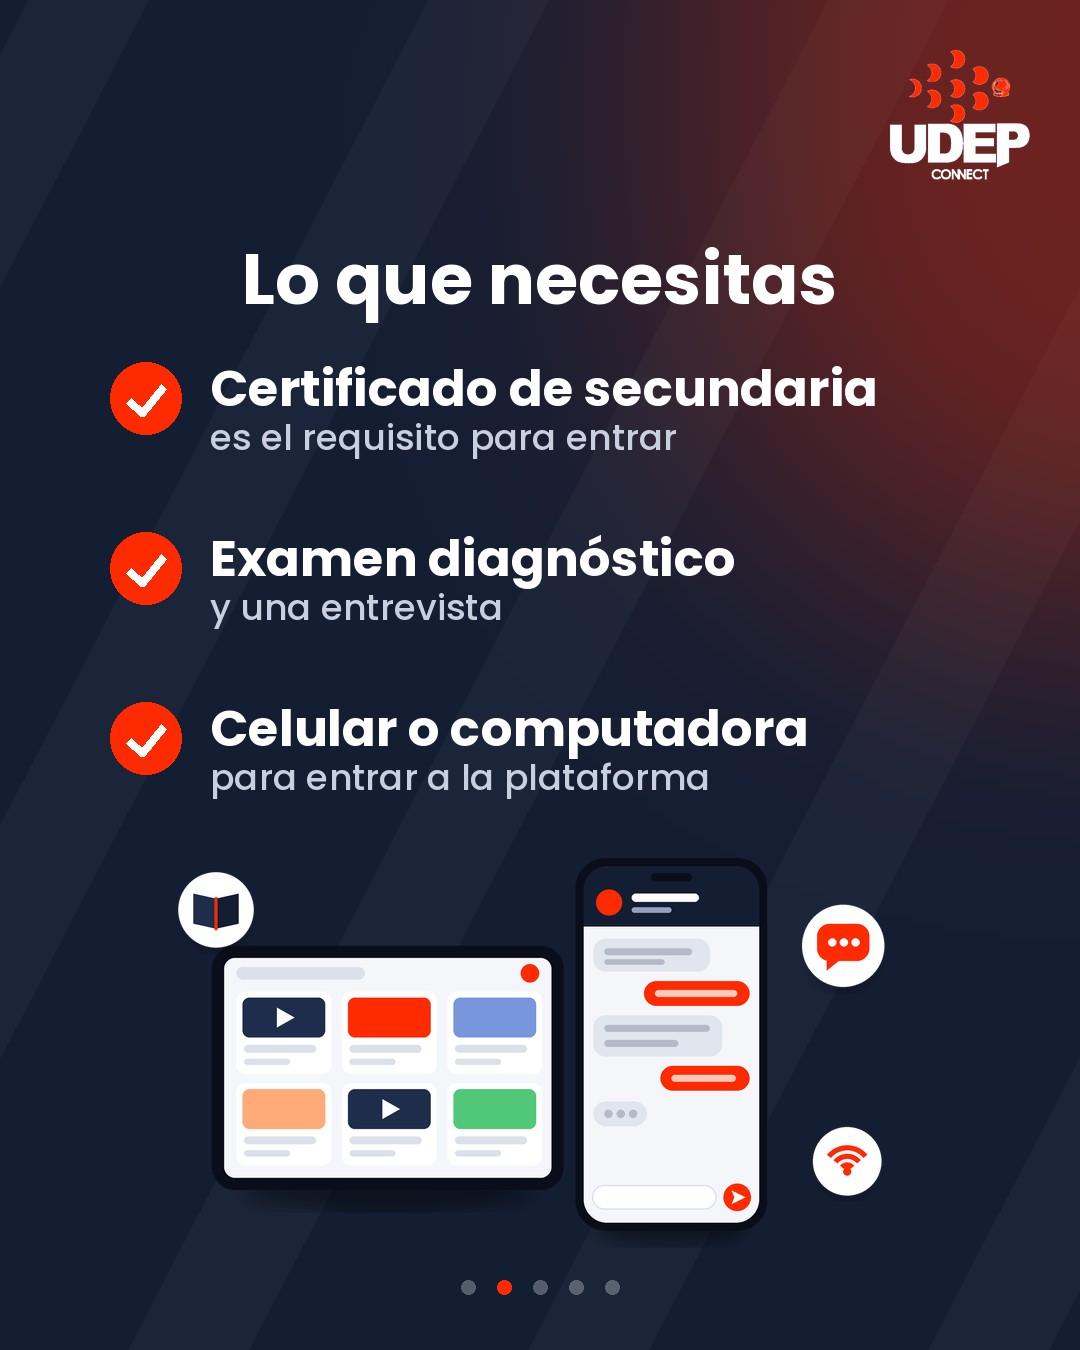 UDEP
CONNECT
Lo que necesitas
Certificado de secundaria
es el requisito para entrar
Examen diagnóstico
y una entrevista
Celular o computadora
para entrar a la plataforma